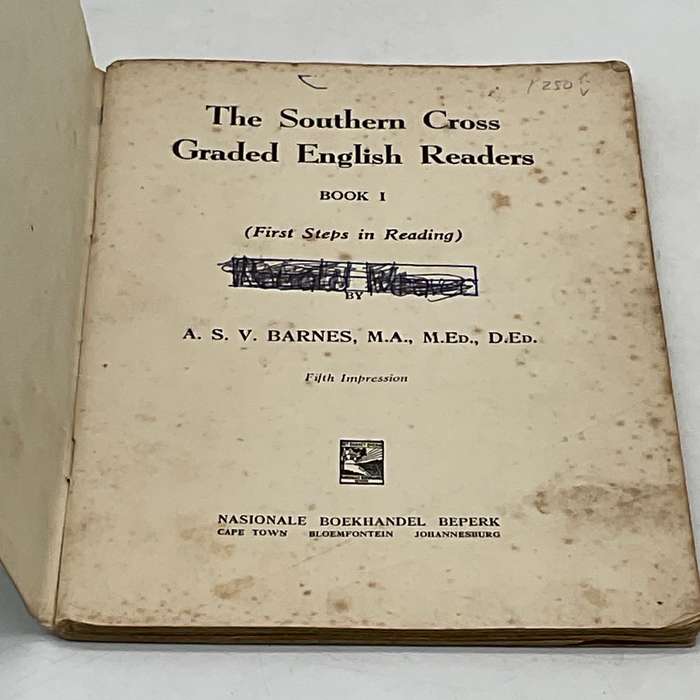 250
The Southern Cross
Graded English Readers
BOOK I
(First Steps in Reading)
BY
A. S. V. BARNES, M.A., M.ED., D.ED.
Fifth Impression
NASIONALE BOEKHANDEL BEPERK
CAPE TOWN BLOEMFONTEIN JOHANNESBURG